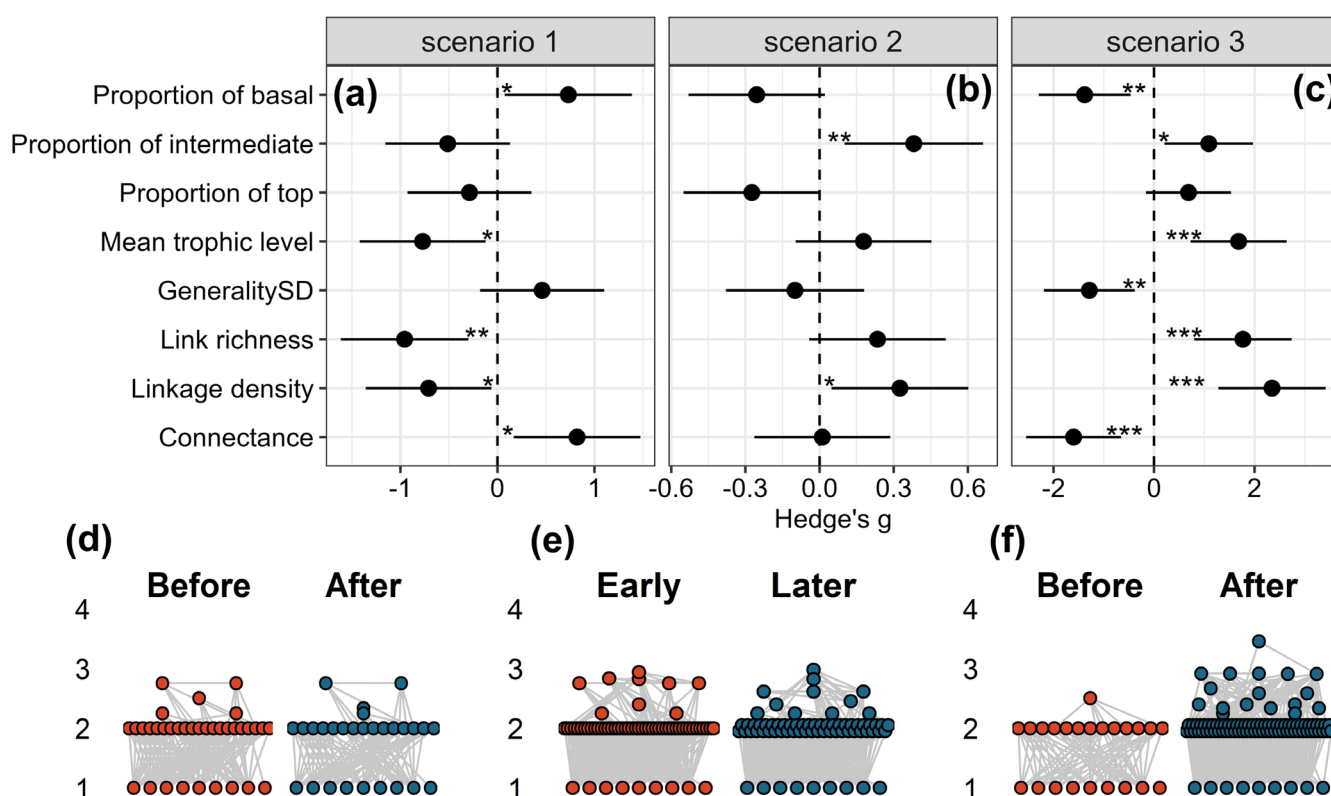 scenario 1 scenario 2 scenario 3
(a) (b) (c)
Proportion of basal * **
Proportion of intermediate ** *
Proportion of top
Mean trophic level * ***
GeneralitySD **
Link richness ** ***
Linkage density * * ***
Connectance * ***
-1 0 1 -0.6 -0.3 0.0 0.3 0.6 -2 0 2
Hedge's g
(d) (e) (f)
Before After Early Later Before After
4 4 4
3 3 3
2 2 2
1 1 1